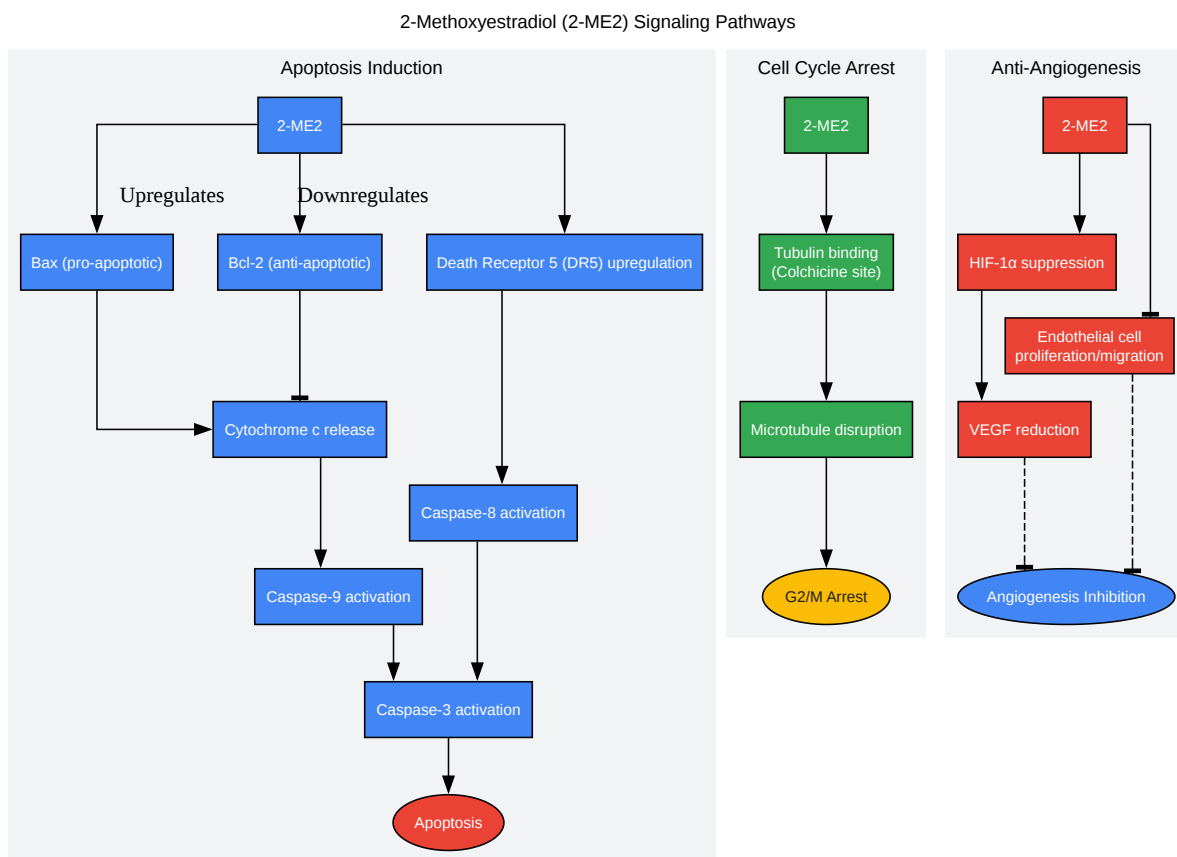 2-Methoxyestradiol (2-ME2) Signaling Pathways
Apoptosis Induction
2-ME2
Upregulates
Downregulates
Bax (pro-apoptotic)
Bcl-2 (anti-apoptotic)
Death Receptor 5 (DR5) upregulation
Cytochrome c release
Caspase-8 activation
Caspase-9 activation
Caspase-3 activation
Apoptosis
Cell Cycle Arrest
2-ME2
Tubulin binding
(Colchicine site)
Microtubule disruption
G2/M Arrest
Anti-Angiogenesis
2-ME2
HIF-1α suppression
Endothelial cell
proliferation/migration
VEGF reduction
Angiogenesis Inhibition